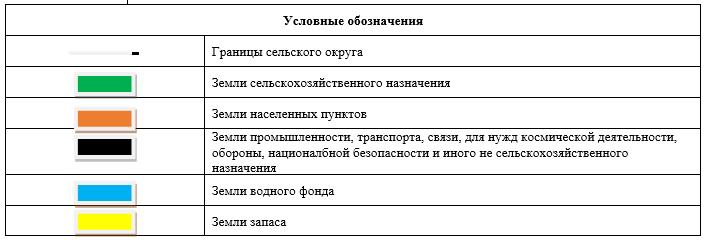 Условные обозначения
Границы сельского округа
Земли сельскохозяйственного назначения
Земли населенных пунктов
Земли промышленности, транспорта, связи, для нужд космической деятельности,
обороны, националбной безопасности и иного не сельскохозяйственного
назначения
Земли водного фонда
Земли запаса